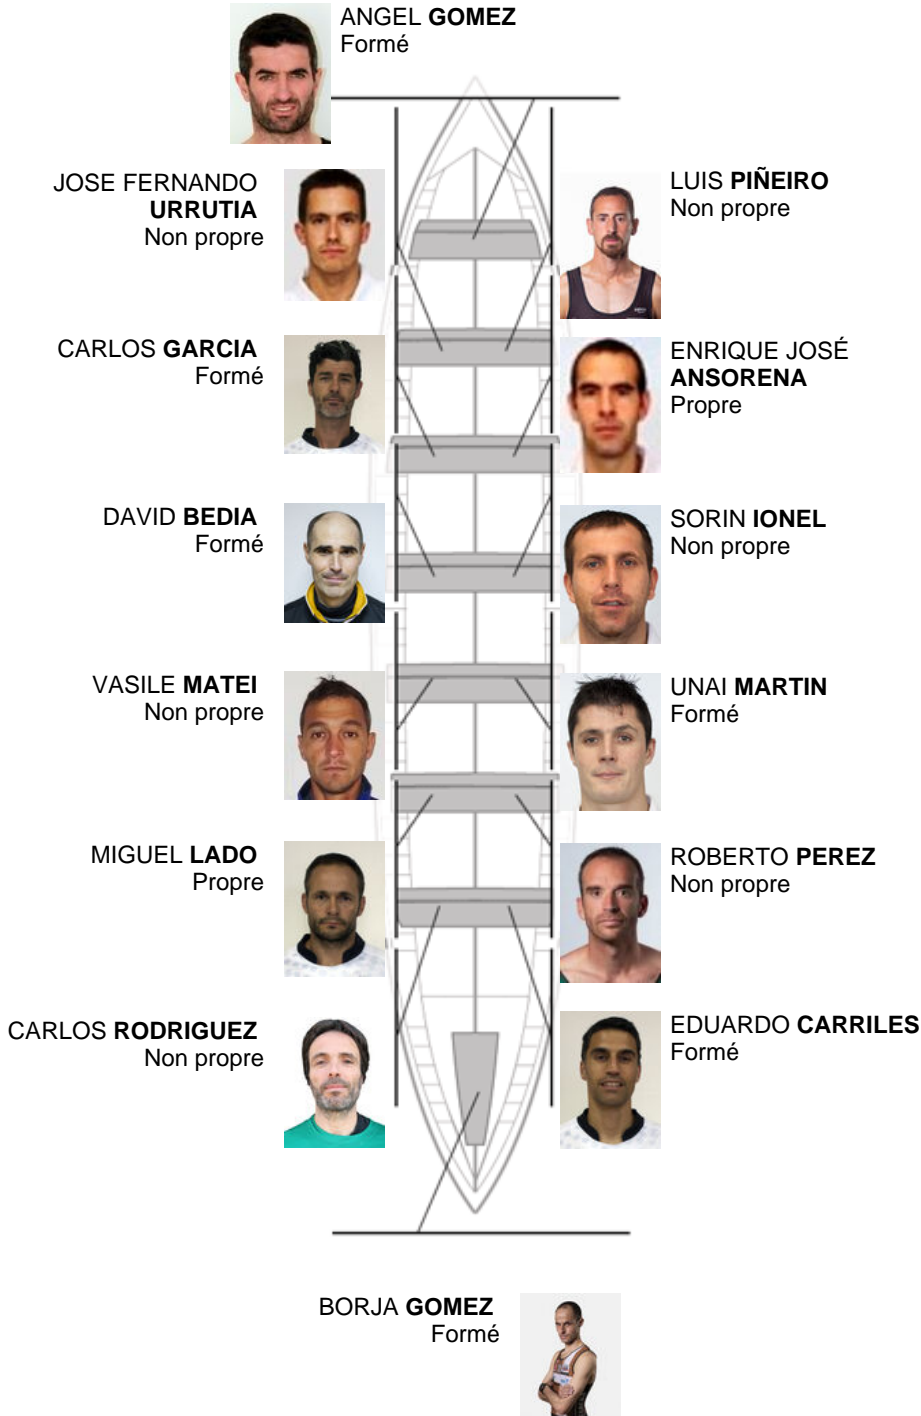 ANGEL GOMEZ
Formé
JOSE FERNANDO
URRUTIA
Non propre
LUIS PIÑEIRO
Non propre
CARLOS GARCIA
Formé
ENRIQUE JOSÉ
ANSORENA
Propre
DAVID BEDIA
Formé
SORIN IONEL
Non propre
VASILE MATEI
Non propre
UNAI MARTIN
Formé
MIGUEL LADO
Propre
ROBERTO PEREZ
Non propre
CARLOS RODRIGUEZ
Non propre
EDUARDO CARRILES
Formé
BORJA GOMEZ
Formé